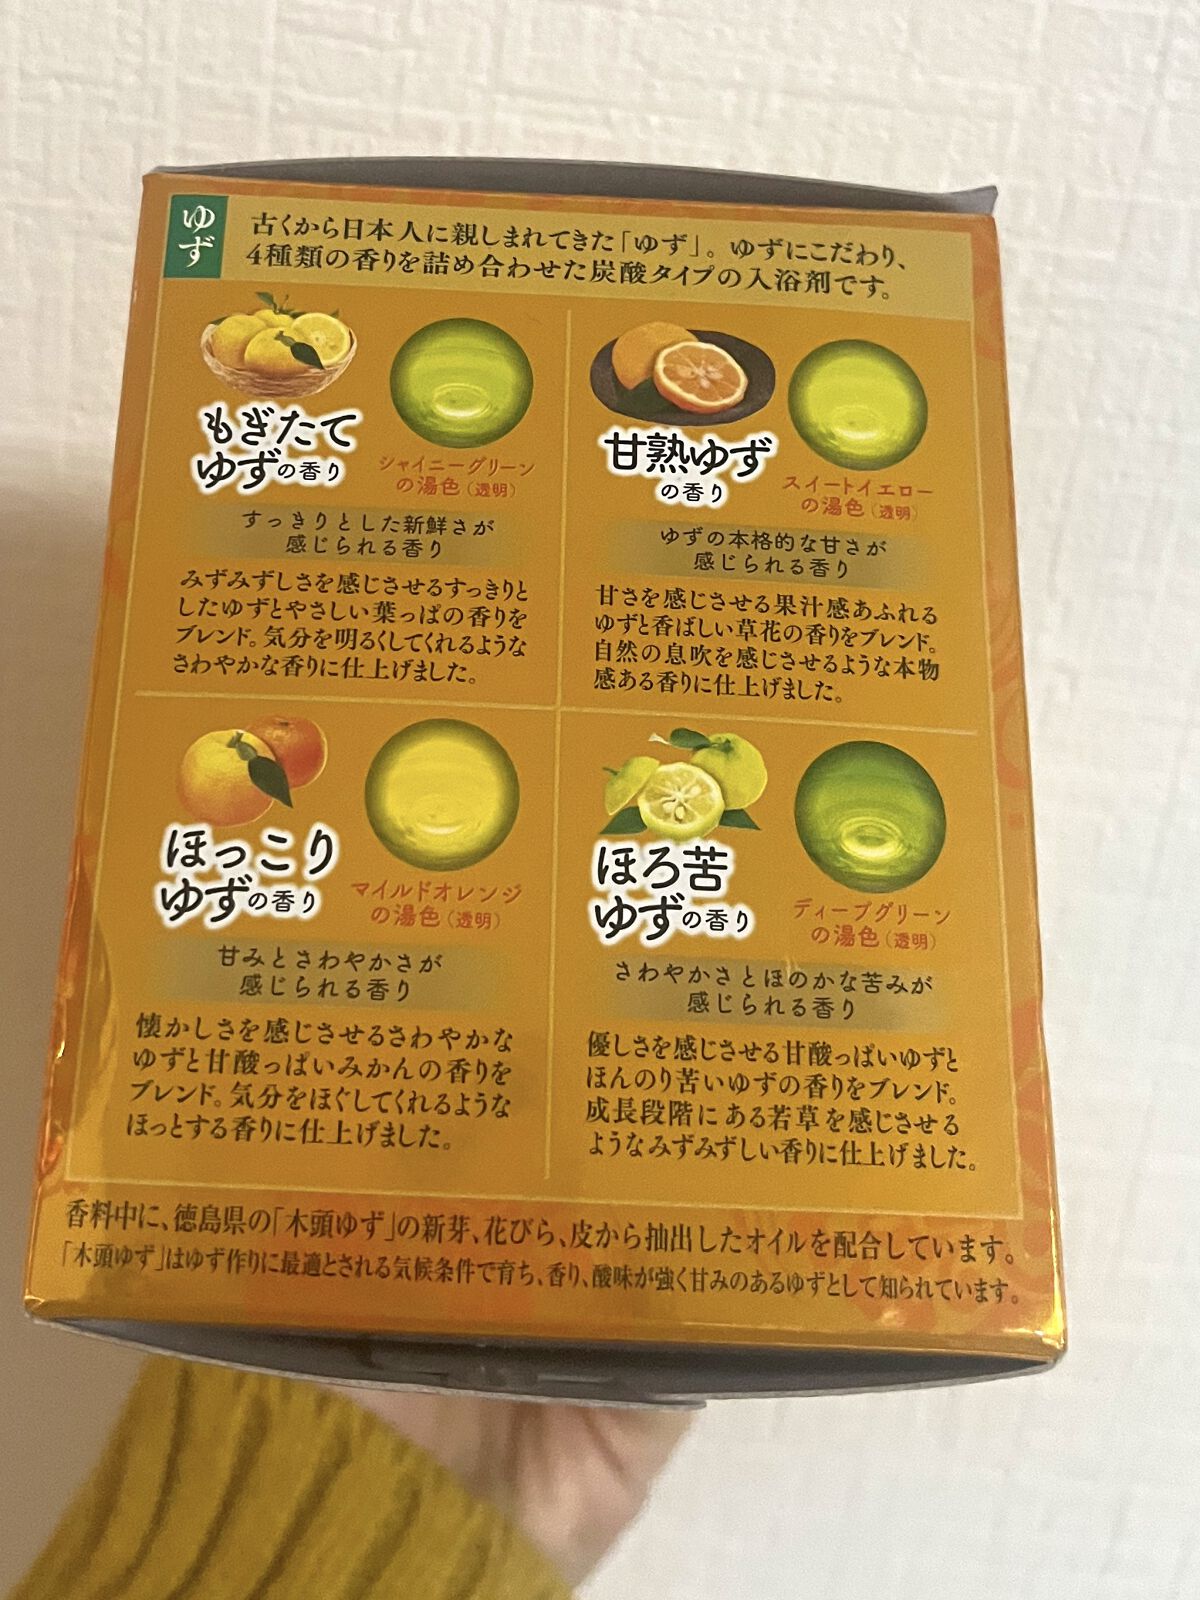 ゆず
古くから日本人に親しまれてきた「ゆず」。ゆずにこだわり、
4種類の香りを詰め合わせた炭酸タイプの入浴剤です。
もぎたて
ゆずの香り
シャイニーグリーン
の湯色（透明）
すっきりとした新鮮さが
感じられる香り
みずみずしさを感じさせるすっきりと
したゆずとやさしい葉っぱの香りを
ブレンド。気分を明るくしてくれるような
さわやかな香りに仕上げました。
甘熟ゆず
の香り
スイートイエロー
の湯色（透明）
ゆずの本格的な甘さが
感じられる香り
甘さを感じさせる果汁感あふれる
ゆずと香ばしい草花の香りをブレンド。
自然の息吹を感じさせるような本物
感ある香りに仕上げました。
ほっこり
ゆずの香り
マイルドオレンジ
の湯色（透明）
甘みとさわやかさが
感じられる香り
懐かしさを感じさせるさわやかな
ゆずと甘酸っぱいみかんの香りを
ブレンド。気分をほぐしてくれるような
ほっとする香りに仕上げました。
ほろ苦
ゆずの香り
ディープグリーン
の湯色（透明）
さわやかさとほのかな苦みが
感じられる香り
優しさを感じさせる甘酸っぱいゆずと
ほんのり苦いゆずの香りをブレンド。
成長段階にある若草を感じさせる
ようなみずみずしい香りに仕上げました。
香料中に、徳島県の「木頭ゆず」の新芽、花びら、皮から抽出したオイルを配合しています。
「木頭ゆず」はゆず作りに最適とされる気候条件で育ち、香り、酸味が強く甘みのあるゆずとして知られています。